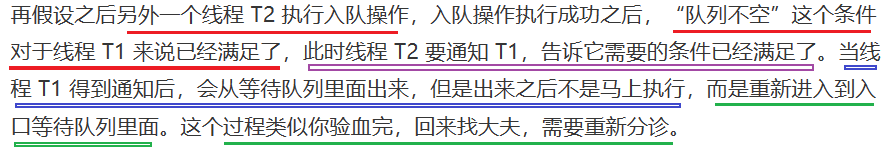 再假设之后另外一个线程 T2 执行入队操作，入队操作执行成功之后，“队列不空”这个条件
对于线程 T1 来说已经满足了，此时线程 T2 要通知 T1，告诉它需要的条件已经满足了。当线
程 T1 得到通知后，会从等待队列里面出来，但是出来之后不是马上执行，而是重新进入到入
口等待队列里面。这个过程类似你验血完，回来找大夫，需要重新分诊。